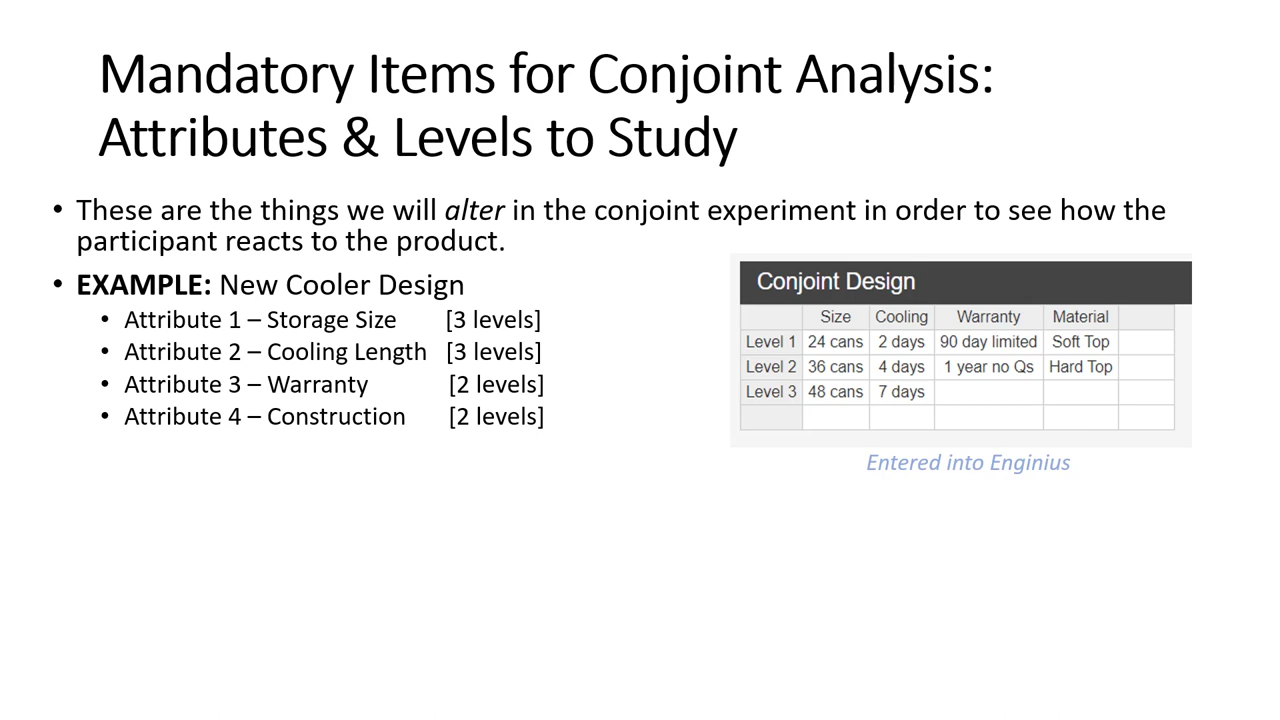 Mandatory Items for Conjoint Analysis:
Attributes & Levels to Study
• These are the things we will alter in the conjoint experiment in order to see how the
participant reacts to the product.
• EXAMPLE: New Cooler Design
• Attribute 1 – Storage Size [3 levels]
• Attribute 2 – Cooling Length [3 levels]
• Attribute 3 – Warranty [2 levels]
• Attribute 4 – Construction [2 levels]
Conjoint Design
Size Cooling Warranty Material
Level 1 24 cans 2 days 90 day limited Soft Top
Level 2 36 cans 4 days 1 year no Qs Hard Top
Level 3 48 cans 7 days
Entered into Enginius